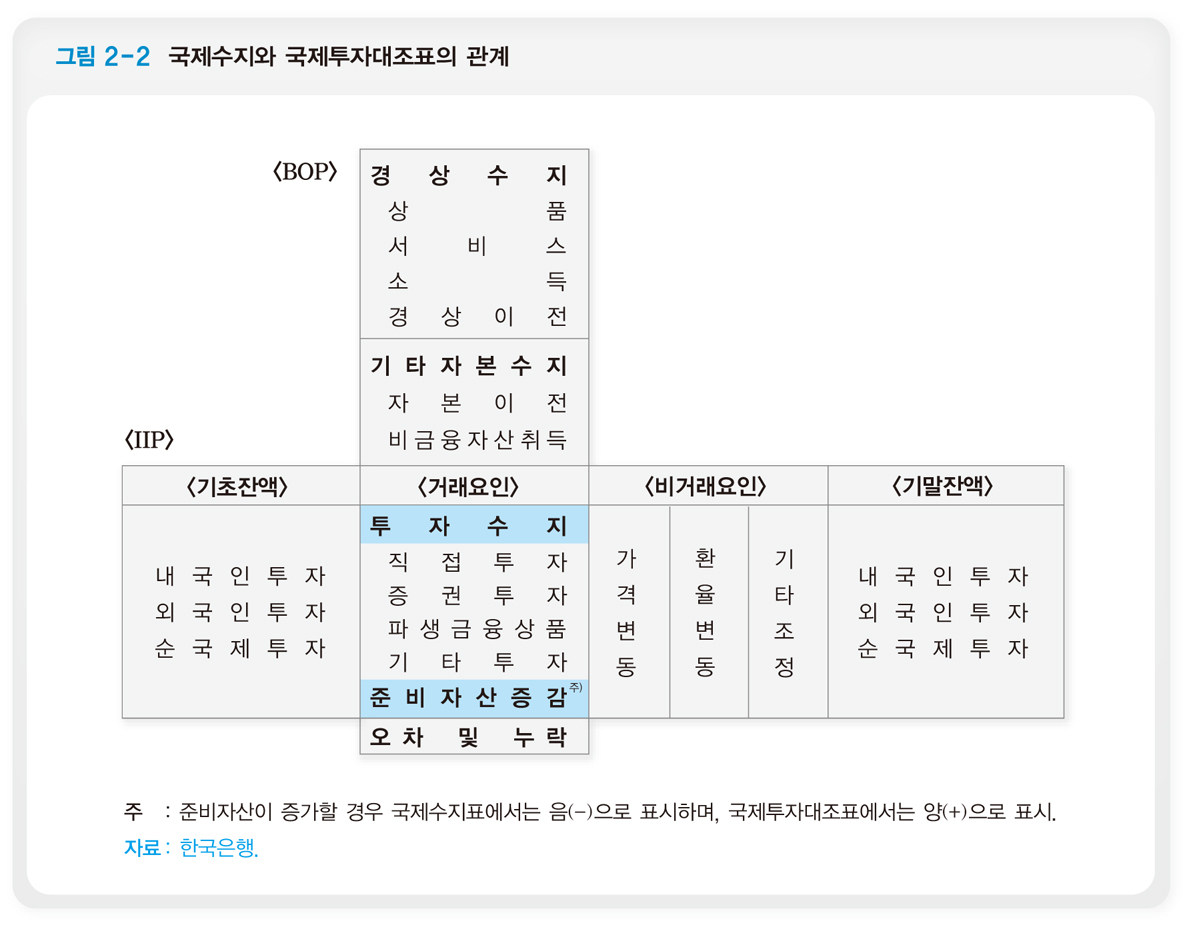 그림 2-2 국제수지와 국제투자대조표의 관계
〈BOP〉
경상수지
상품
서비스
소득
경상이전
기타자본수지
자본이전
비금융자산취득
〈IIP〉
〈기초잔액〉 〈거래요인〉 〈비거래요인〉 〈기말잔액〉
내국인투자
외국인투자
순국제투자
투자수지
직접투자
증권투자
파생금융상품
기타투자
준비자산증감주)
오차 및 누락
가격변동
환율변동
기타조정
내국인투자
외국인투자
순국제투자
주 : 준비자산이 증가할 경우 국제수지표에서는 음(-)으로 표시하며, 국제투자대조표에서는 양(+)으로 표시.
자료 : 한국은행.